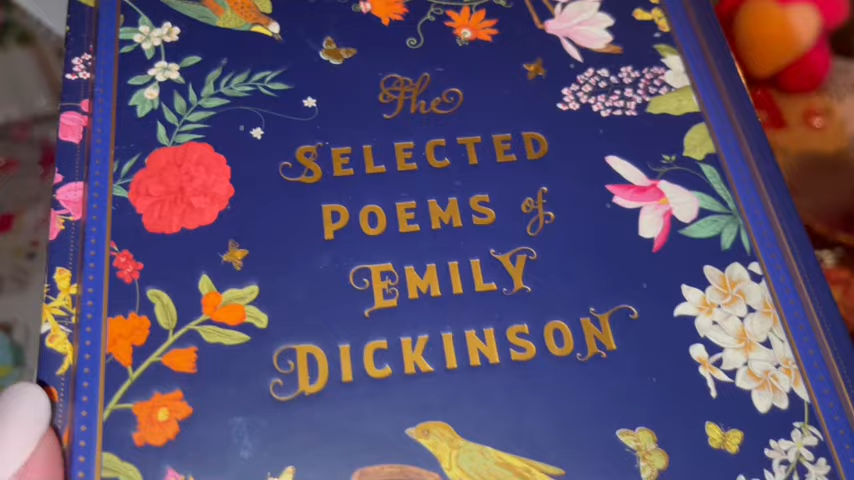 The
SELECTED
POEMS of
EMILY
DICKINSON